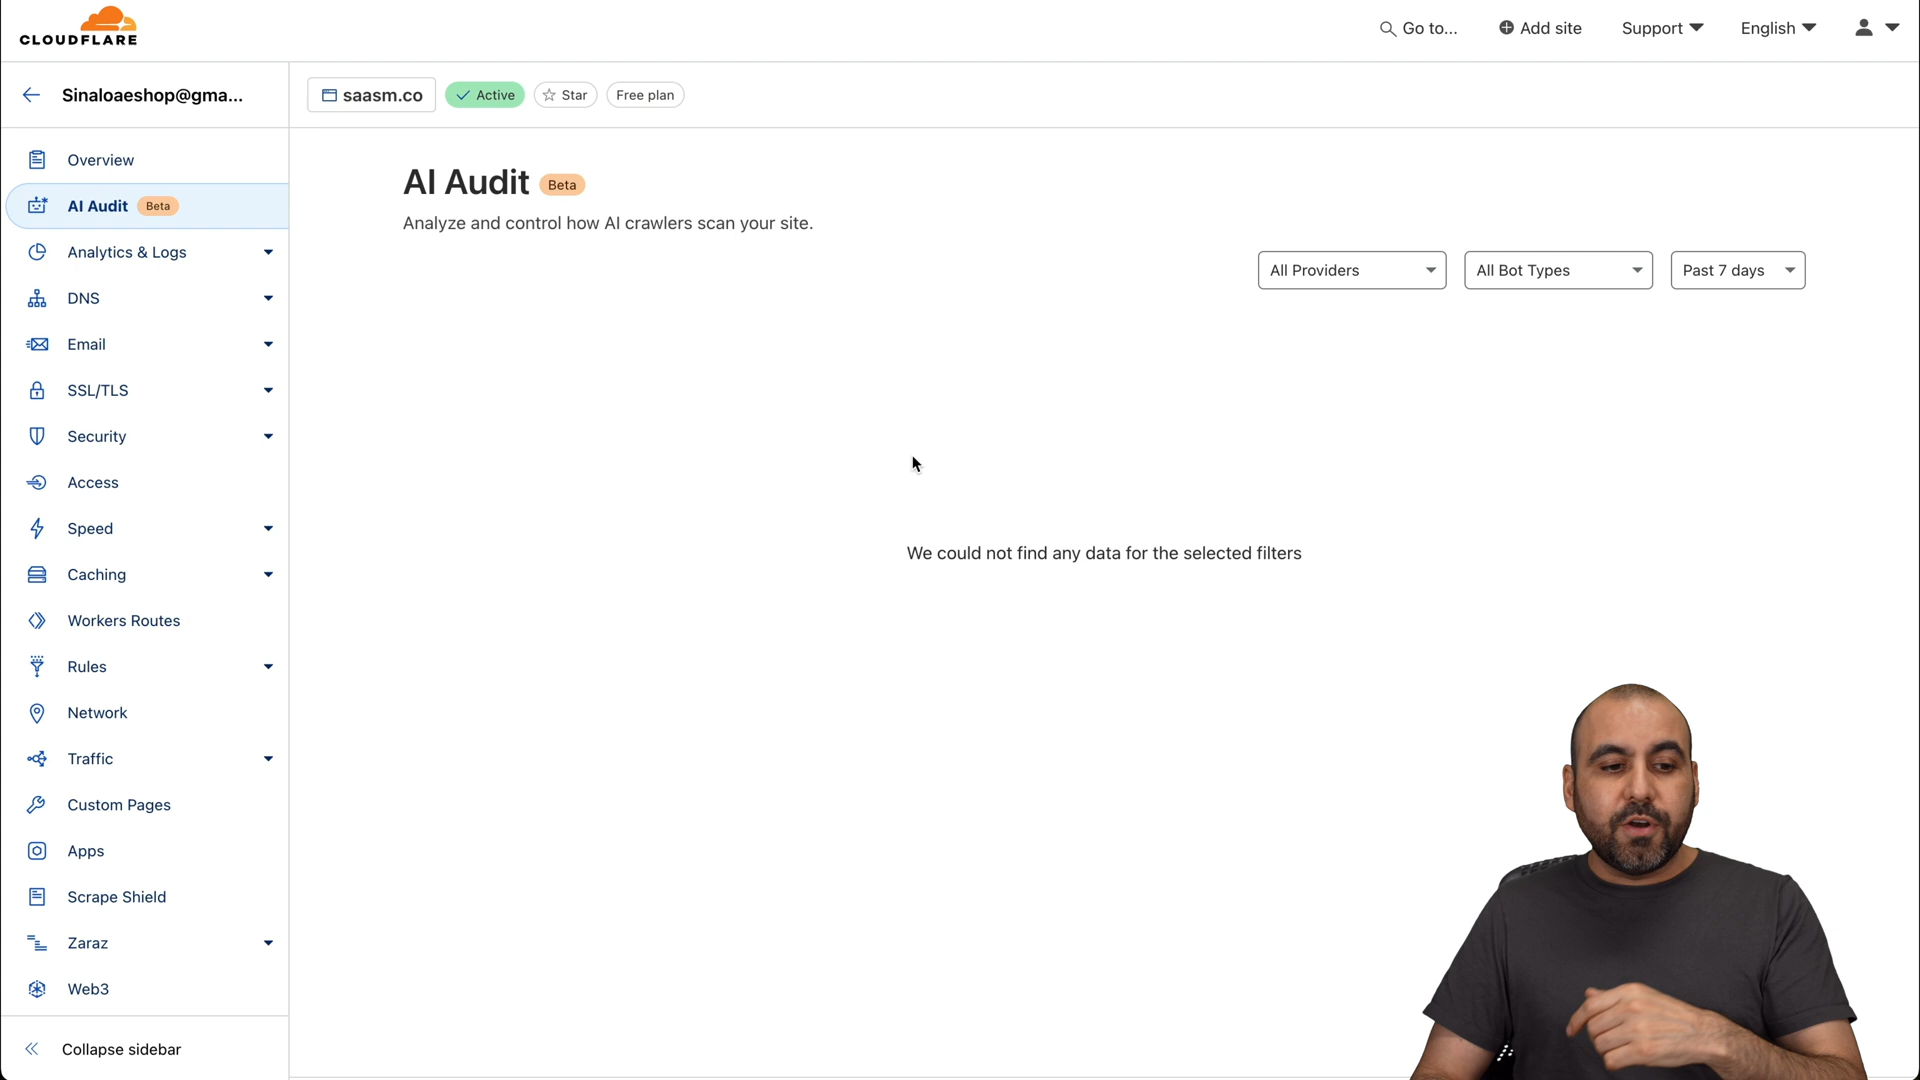 CLOUDFLARE
Go to...
Add site
Support
English
Sinaloaeshop@gma...
saasm.co
Active
Star
Free plan
Overview
AI Audit Beta
Analytics & Logs
DNS
Email
SSL/TLS
Security
Access
Speed
Caching
Workers Routes
Rules
Network
Traffic
Custom Pages
Apps
Scrape Shield
Zaraz
Web3
Collapse sidebar
AI Audit Beta
Analyze and control how AI crawlers scan your site.
All Providers
All Bot Types
Past 7 days
We could not find any data for the selected filters